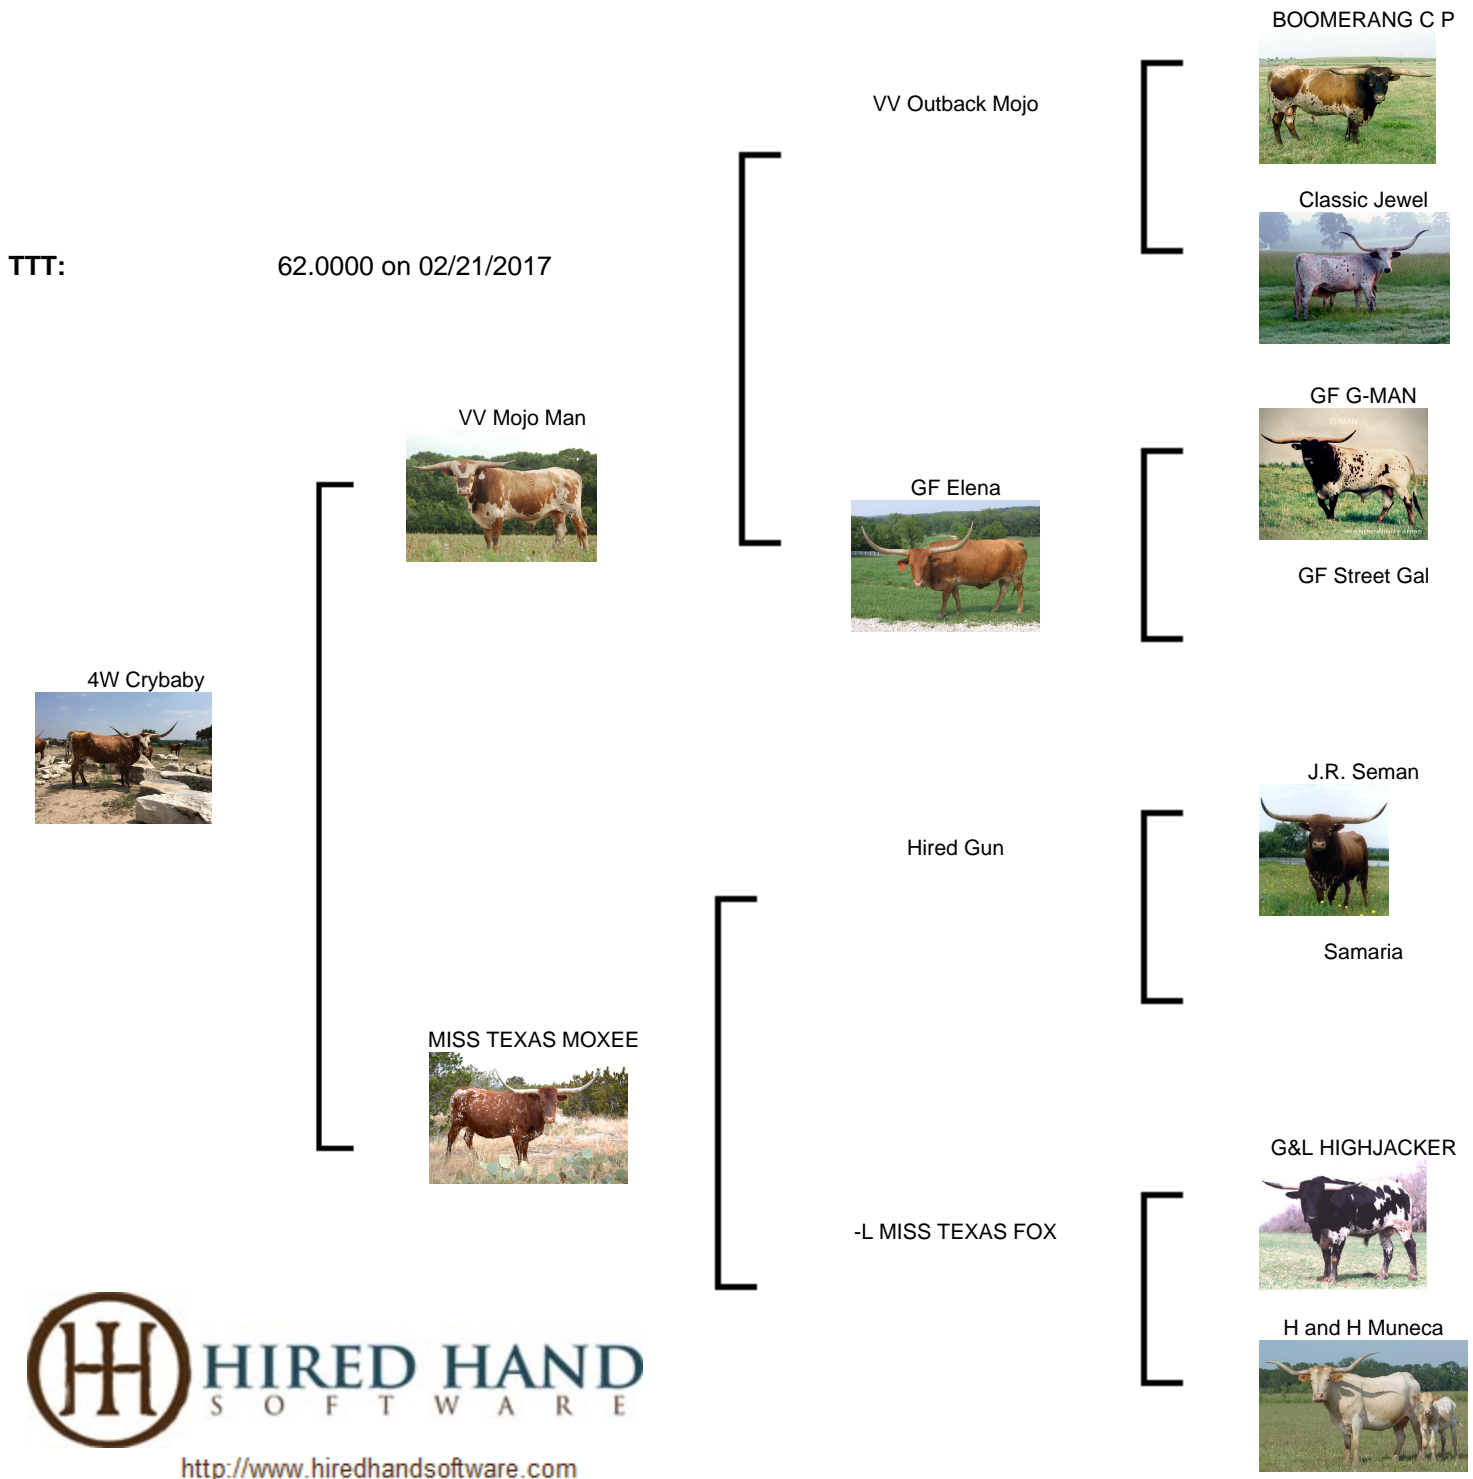 BOOMERANG C P
VV Outback Mojo
Classic Jewel
TTT: 62.0000 on 02/21/2017
GF G-MAN
G-MAN
VV Mojo Man
GF Elena
GF Street Gal
4W Crybaby
J.R. Seman
Hired Gun
Samaria
MISS TEXAS MOXEE
G&L HIGHJACKER
-L MISS TEXAS FOX
H and H Muneca
HIRED HAND
SOFTWARE
http://www.hiredhandsoftware.com